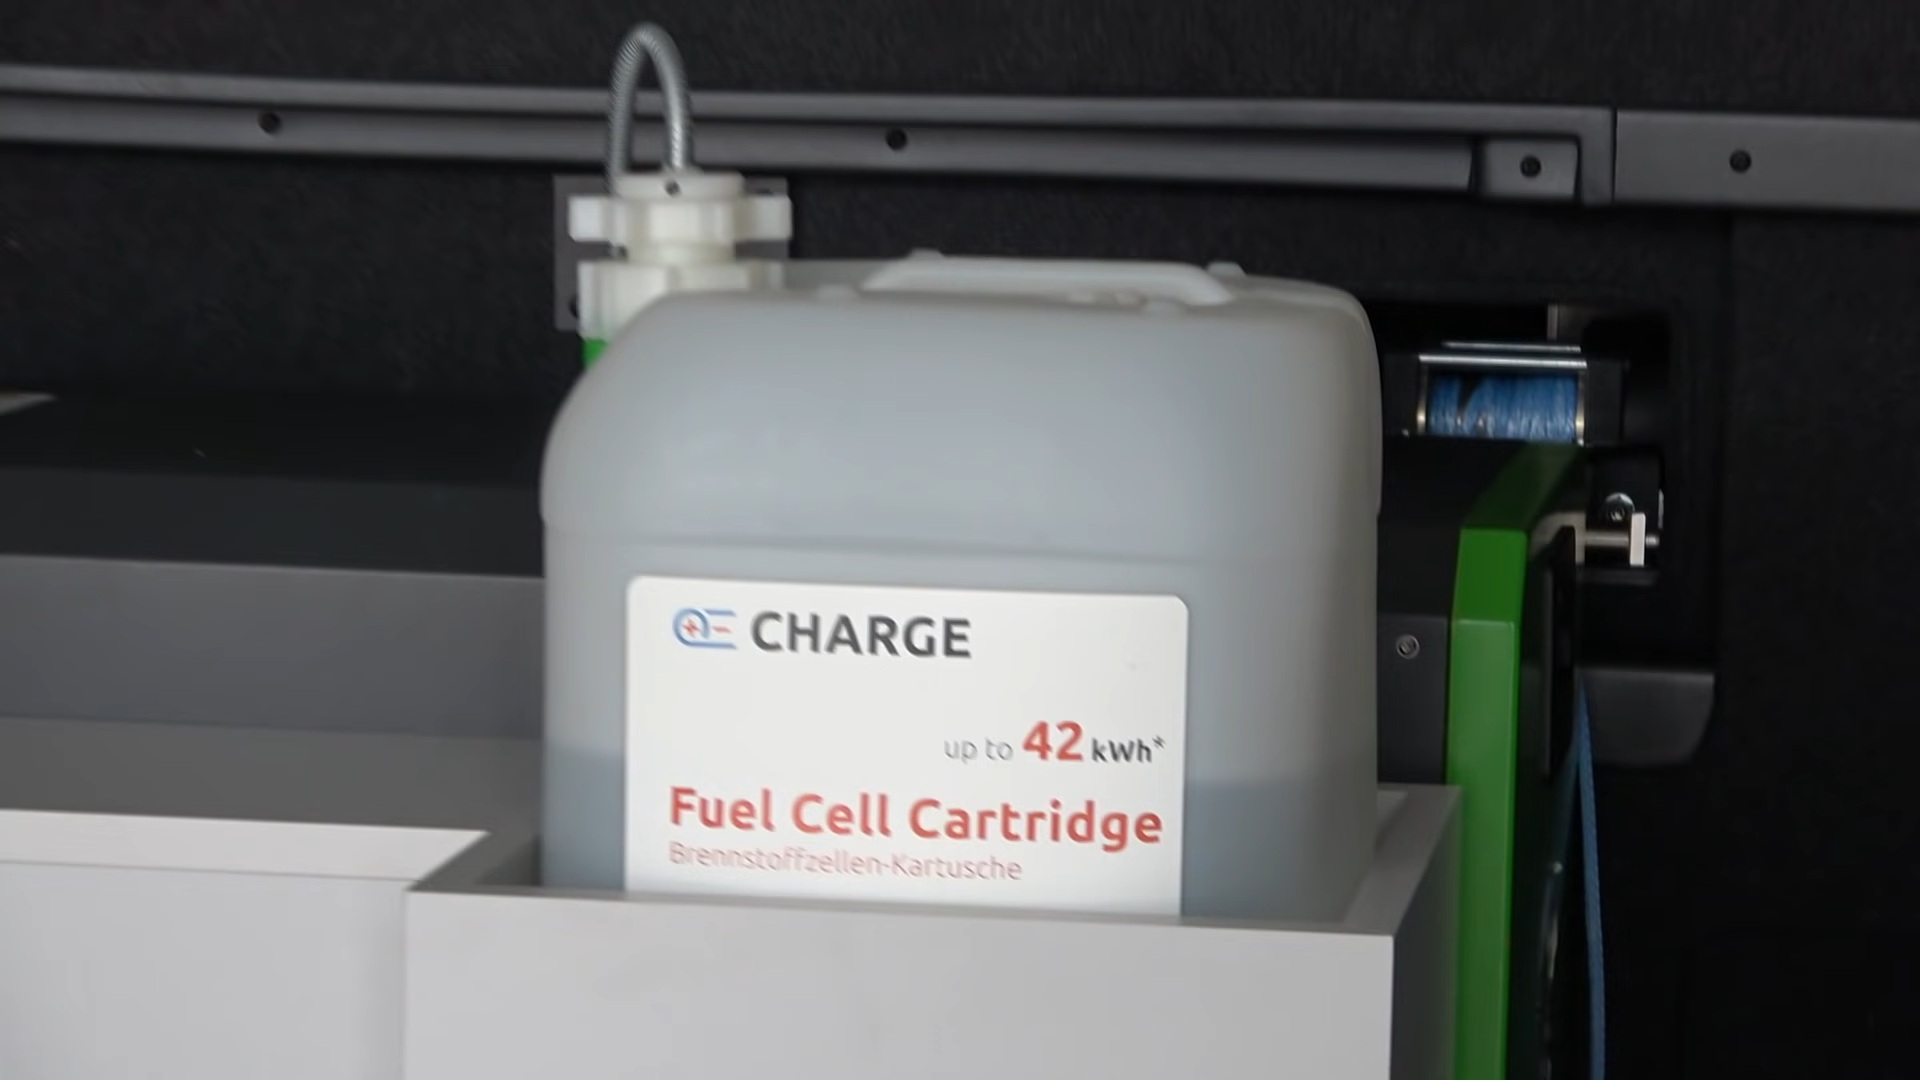 CHARGE
up to 42 kWh*
Fuel Cell Cartridge
Brennstoffzellen-Kartusche